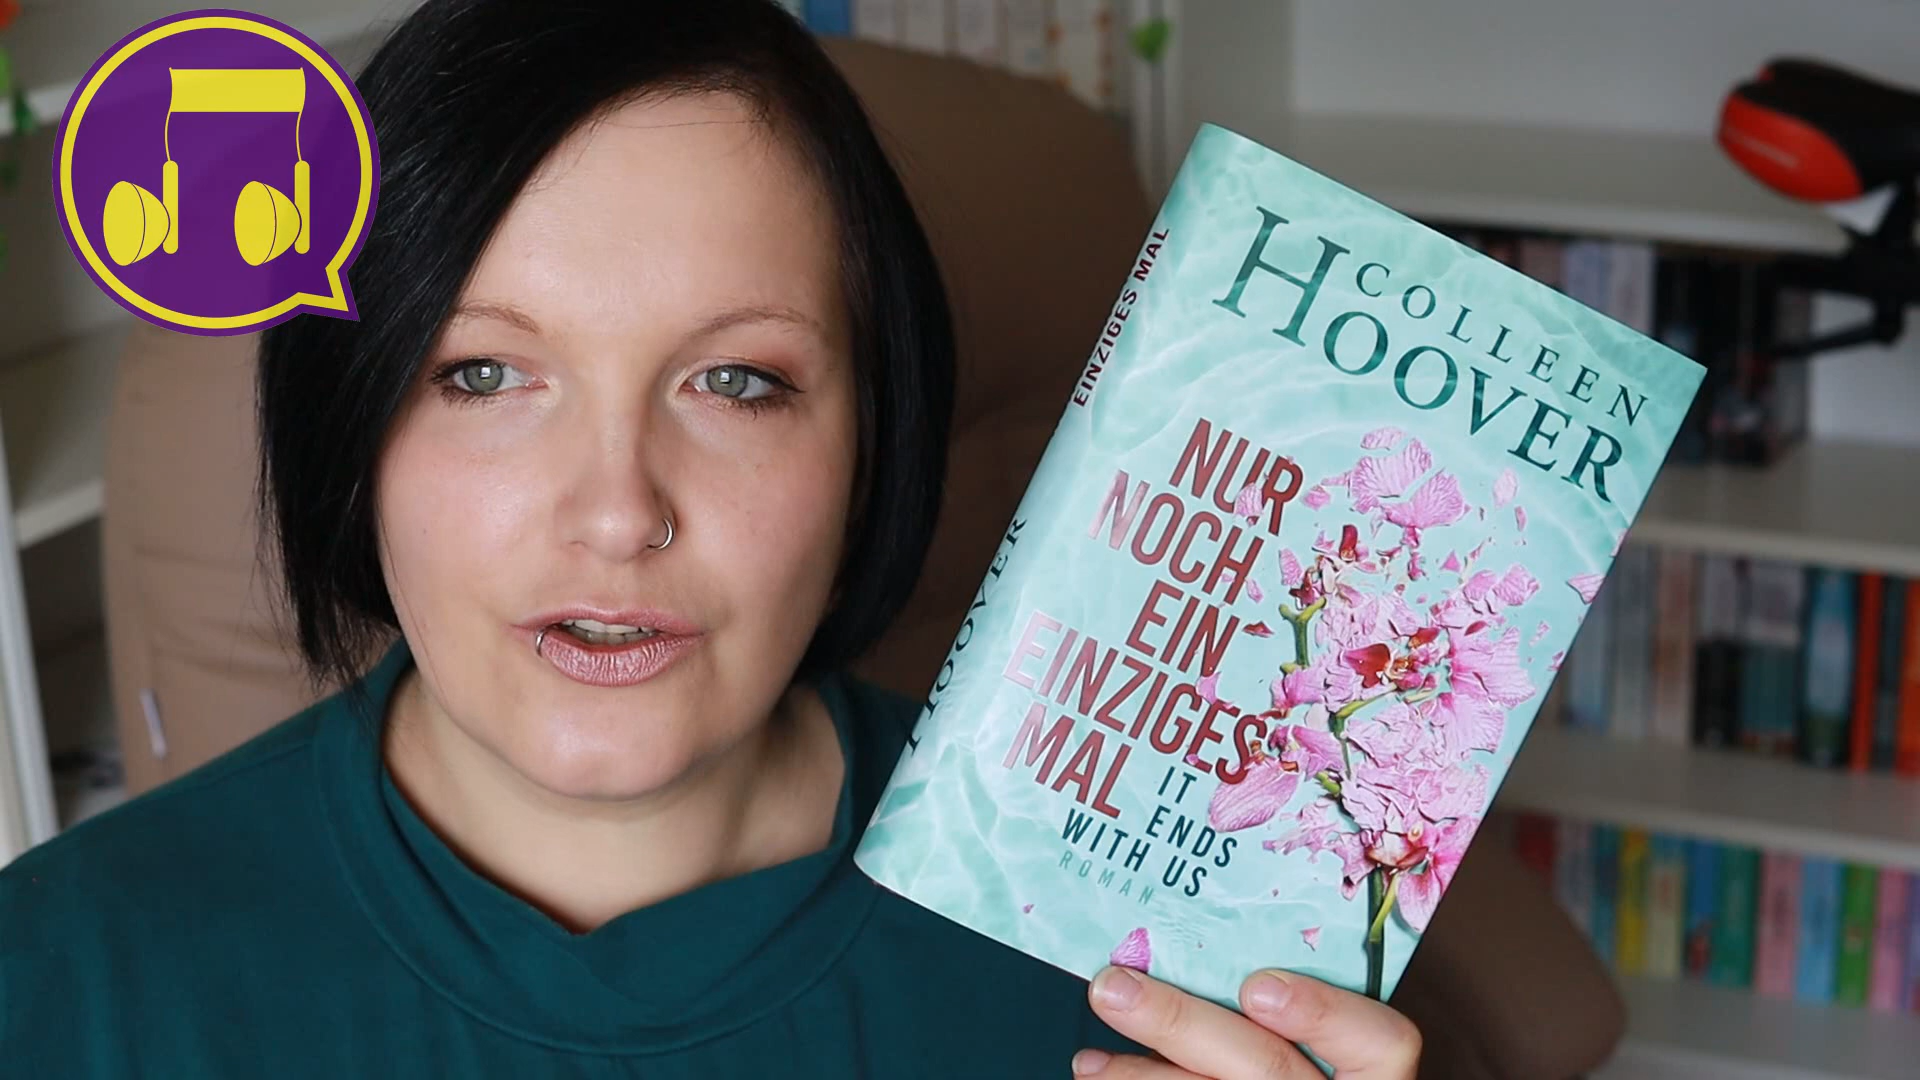 COLLEEN
HOOVER
NUR
NOCH
EIN
EINZIGES
MAL
IT
ENDS
WITH US
ROMAN
EINZIGES MAL
HOOVER